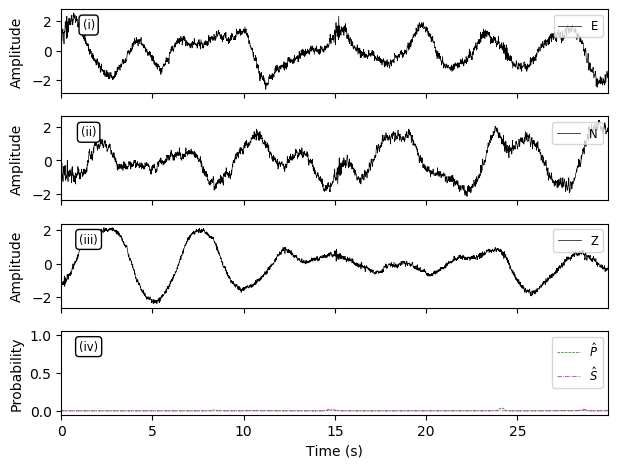 Amplitude
2
0
−2
(i)
E
Amplitude
2
0
−2
(ii)
N
Amplitude
2
0
−2
(iii)
Z
Probability
1.0
0.5
0.0
(iv)
P̂
Ŝ
0 5 10 15 20 25
Time (s)